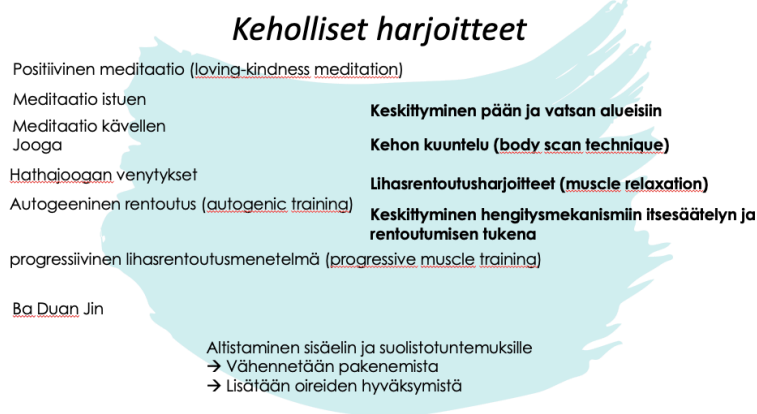 Keholliset harjoitteet
Positiivinen meditaatio (loving-kindness meditation)
Meditaatio istuen
Meditaatio kävellen
Jooga
Hathajoogan venytykset
Autogeeninen rentoutus (autogenic training)
progressiivinen lihasrentoutusmenetelmä (progressive muscle training)
Ba Duan Jin
Keskittyminen pään ja vatsan alueisiin
Kehon kuuntelu (body scan technique)
Lihasrentoutusharjoitteet (muscle relaxation)
Keskittyminen hengitysmekanismiin itsesäätelyn ja
rentoutumisen tukena
Altistaminen sisäelin ja suolistotuntemuksille
→ Vähennetään pakenemista
→ Lisätään oireiden hyväksymistä